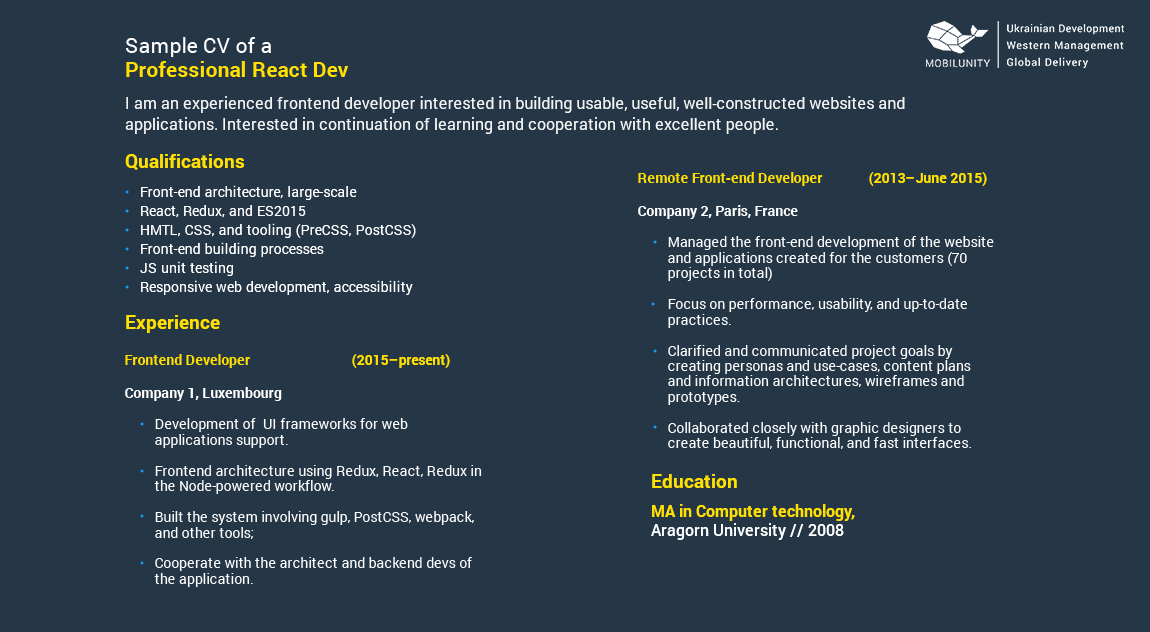 Sample CV of a
Professional React Dev
MOBILUNITY
Ukrainian Development
Western Management
Global Delivery
I am an experienced frontend developer interested in building usable, useful, well-constructed websites and
applications. Interested in continuation of learning and cooperation with excellent people.
Qualifications
• Front-end architecture, large-scale
• React, Redux, and ES2015
• HMTL, CSS, and tooling (PreCSS, PostCSS)
• Front-end building processes
• JS unit testing
• Responsive web development, accessibility
Experience
Frontend Developer (2015–present)
Company 1, Luxembourg
• Development of  UI frameworks for web
applications support.
• Frontend architecture using Redux, React, Redux in
the Node-powered workflow.
• Built the system involving gulp, PostCSS, webpack,
and other tools;
• Cooperate with the architect and backend devs of
the application.
Remote Front-end Developer (2013–June 2015)
Company 2, Paris, France
• Managed the front-end development of the website
and applications created for the customers (70
projects in total)
• Focus on performance, usability, and up-to-date
practices.
• Clarified and communicated project goals by
creating personas and use-cases, content plans
and information architectures, wireframes and
prototypes.
• Collaborated closely with graphic designers to
create beautiful, functional, and fast interfaces.
Education
MA in Computer technology,
Aragorn University // 2008